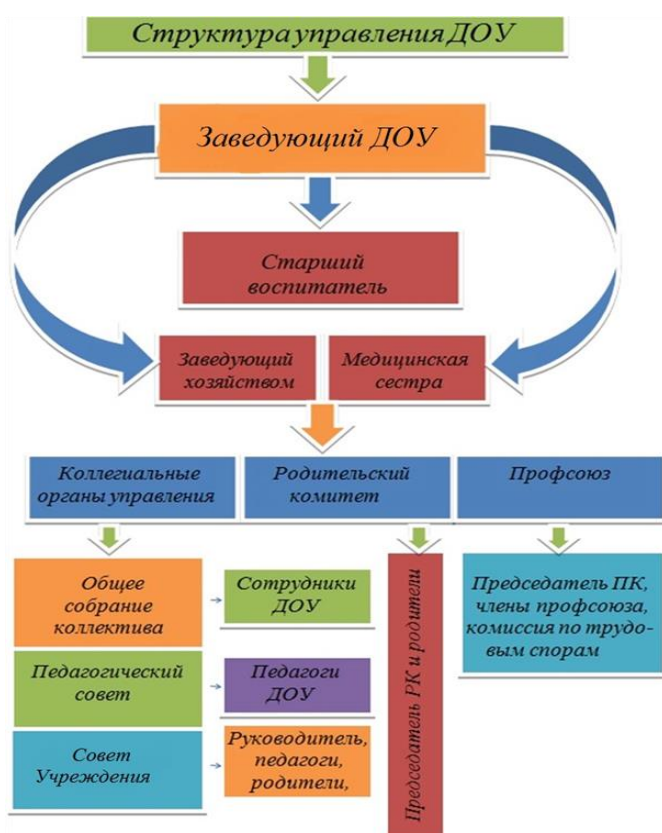 Структура управления ДОУ
Заведующий ДОУ
Старший
воспитатель
Заведующий
хозяйством
Медицинская
сестра
Коллегиальные
органы управления
Родительский
комитет
Профсоюз
Общее
собрание
коллектива
Сотрудники
ДОУ
Педагогический
совет
Педагоги
ДОУ
Совет
Учреждения
Руководитель,
педагоги,
родители,
Председатель РК и родители
Председатель ПК,
члены профсоюза,
комиссия по трудо-
вым спорам